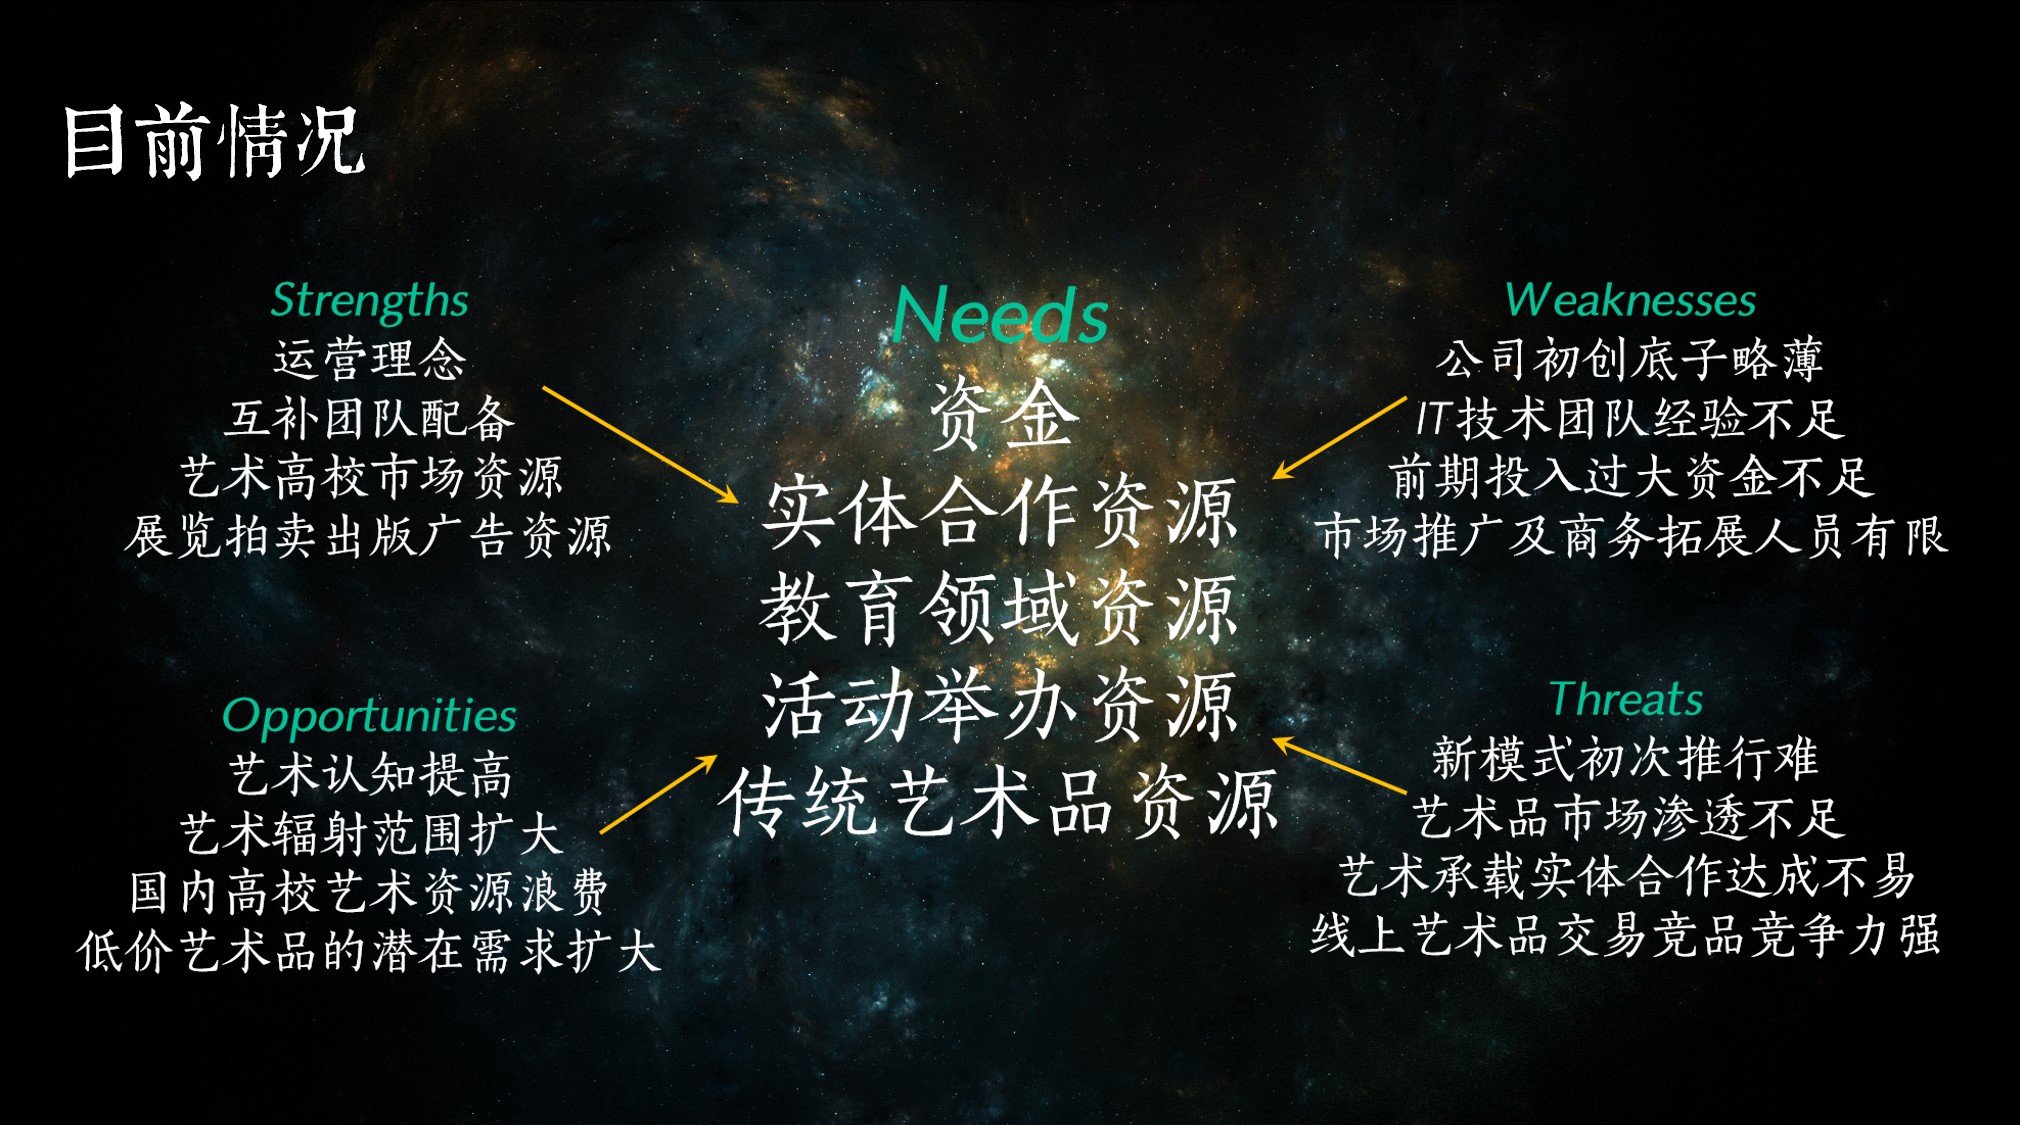 目前情况
Strengths
运营理念
互补团队配备
艺术高校市场资源
展览拍卖出版广告资源
Opportunities
艺术认知提高
艺术辐射范围扩大
国内高校艺术资源浪费
低价艺术品的潜在需求扩大
Needs
资金
实体合作资源
教育领域资源
活动举办资源
传统艺术品资源
Weaknesses
公司初创底子略薄
IT技术团队经验不足
前期投入过大资金不足
市场推广及商务拓展人员有限
Threats
新模式初次推行难
艺术品市场渗透不足
艺术承载实体合作达成不易
线上艺术品交易竞品竞争力强